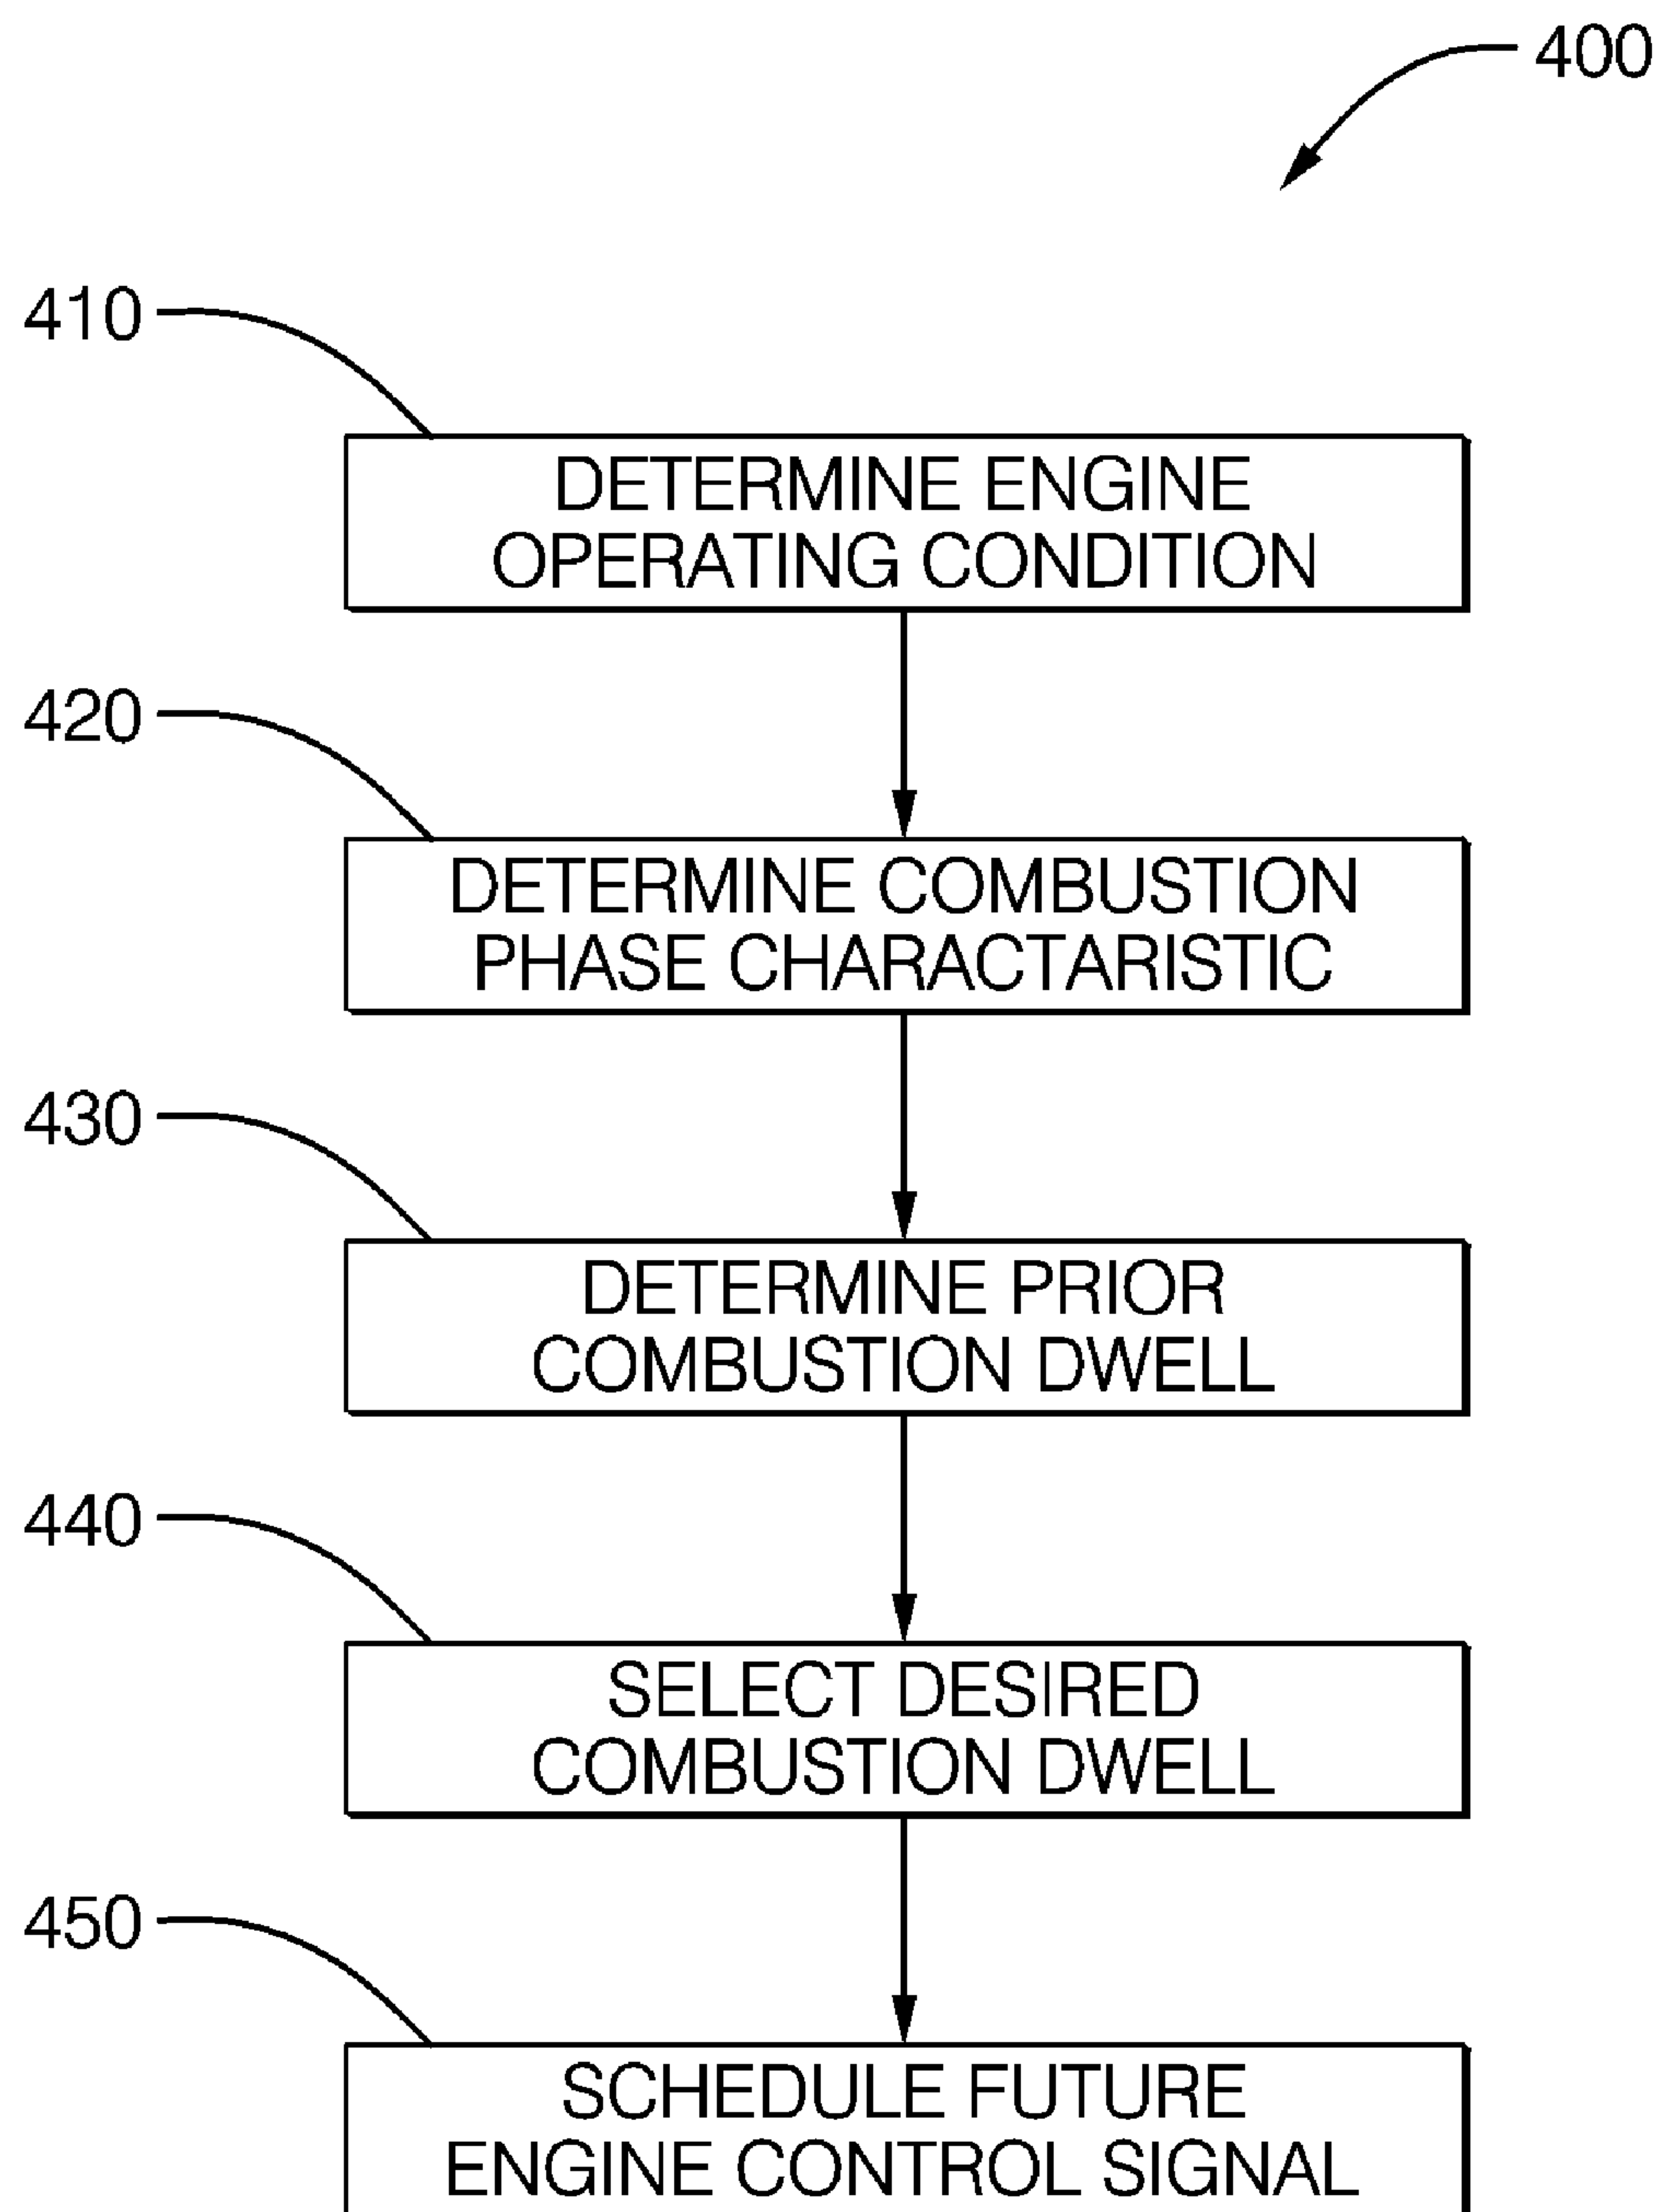 400
410
DETERMINE ENGINE
OPERATING CONDITION
420
DETERMINE COMBUSTION
PHASE CHARACTARISTIC
430
DETERMINE PRIOR
COMBUSTION DWELL
440
SELECT DESIRED
COMBUSTION DWELL
450
SCHEDULE FUTURE
ENGINE CONTROL SIGNAL